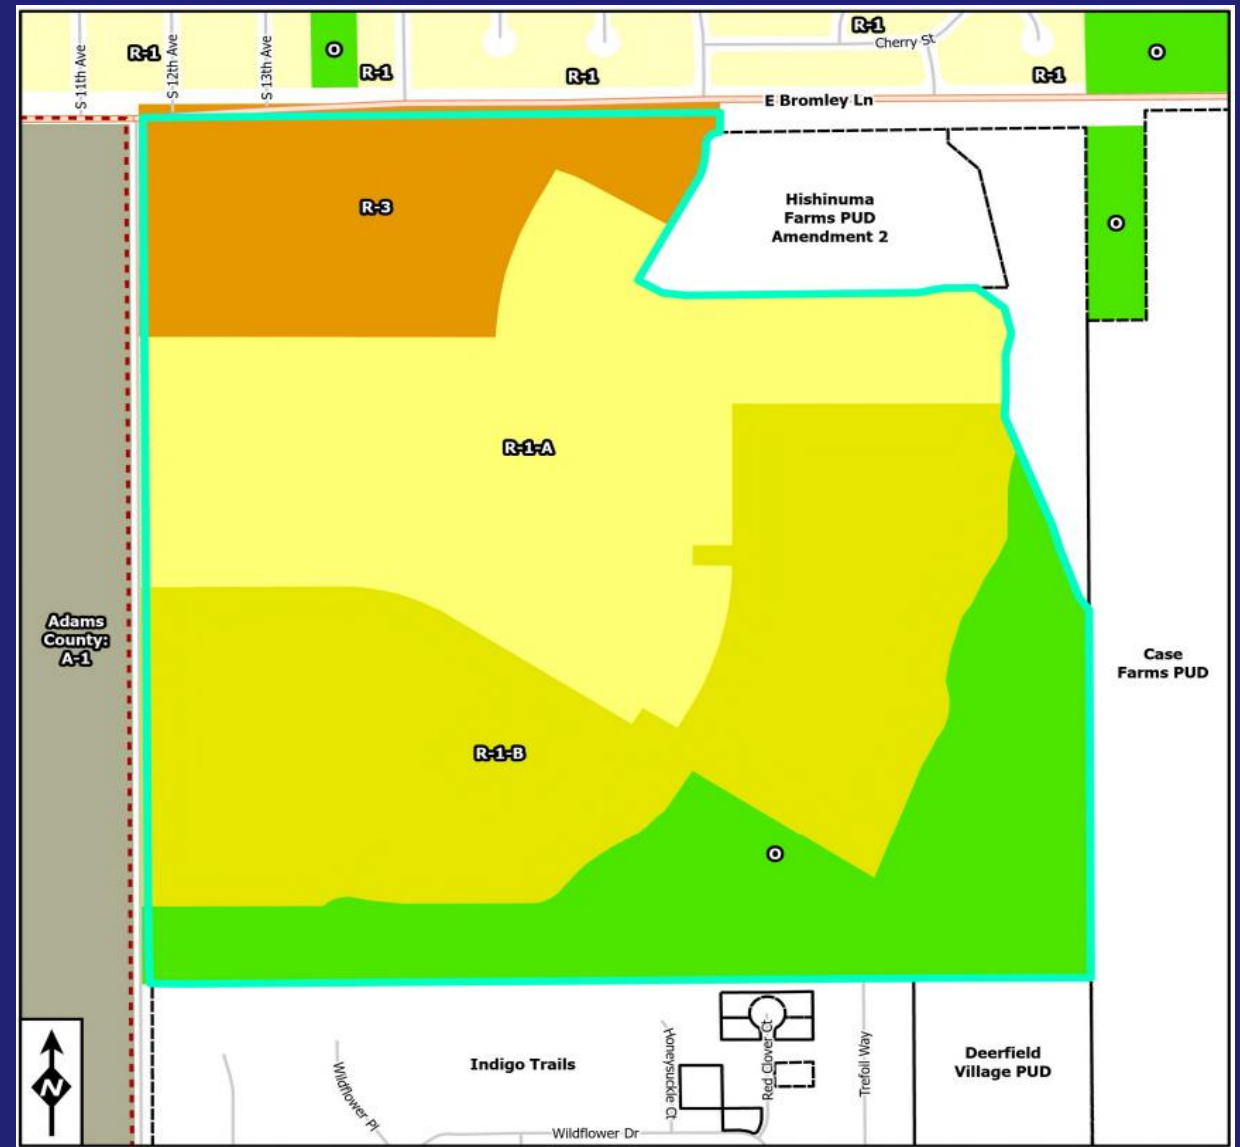 R-1
O
R-1
R-1
R-1
R-1
O
S 11th Ave
S 12th Ave
S 13th Ave
Cherry St
E Bromley Ln
R-3
Hishinuma
Farms PUD
Amendment 2
O
R-1-A
Adams
County:
A-1
Case
Farms PUD
R-1-B
O
N
Indigo Trails
Wildflower Pl
Wildflower Dr
Honeysuckle Ct
Red Clover Ct
Trefoil Way
Deerfield
Village PUD